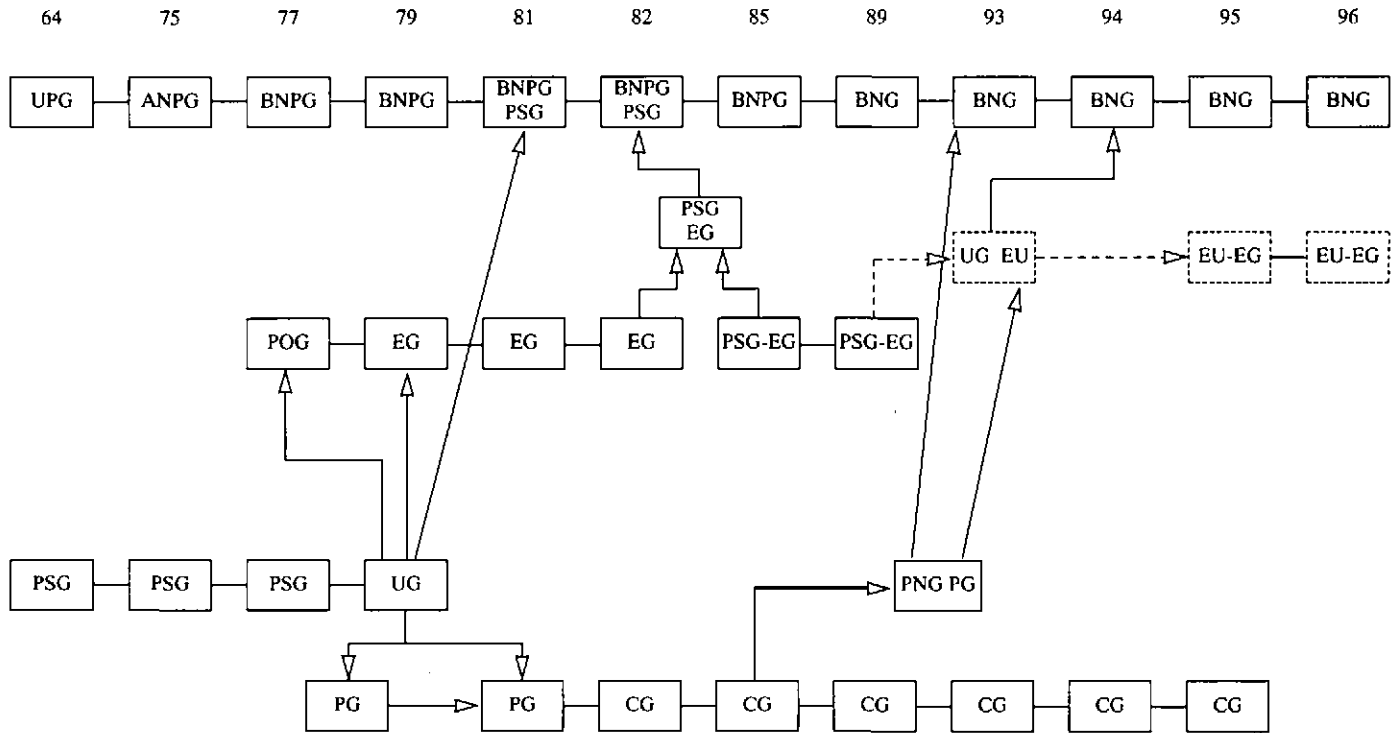 64 75 77 79 81 82 85 89 93 94 95 96
UPG ANPG BNPG BNPG BNPG PSG BNPG PSG BNPG BNG BNG BNG BNG BNG
PSG
EG
UG EU EU-EG EU-EG
POG EG EG EG PSG-EG PSG-EG
PSG PSG PSG UG PNG PG
PG PG CG CG CG CG CG CG